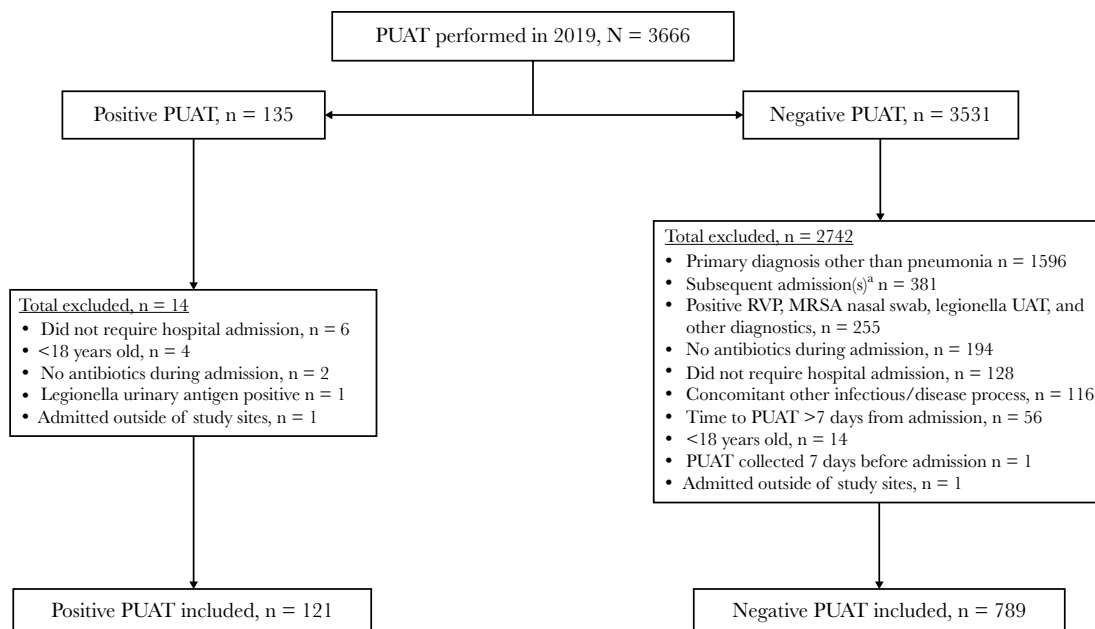 PUAT performed in 2019, N = 3666
Positive PUAT, n = 135
Negative PUAT, n = 3531
Total excluded, n = 14
• Did not require hospital admission, n = 6
• <18 years old, n = 4
• No antibiotics during admission, n = 2
• Legionella urinary antigen positive n = 1
• Admitted outside of study sites, n = 1
Total excluded, n = 2742
• Primary diagnosis other than pneumonia n = 1596
• Subsequent admission(s)ᵃ n = 381
• Positive RVP, MRSA nasal swab, legionella UAT, and
other diagnostics, n = 255
• No antibiotics during admission, n = 194
• Did not require hospital admission, n = 128
• Concomitant other infectious/disease process, n = 116
• Time to PUAT >7 days from admission, n = 56
• <18 years old, n = 14
• PUAT collected 7 days before admission n = 1
• Admitted outside of study sites, n = 1
Positive PUAT included, n = 121
Negative PUAT included, n = 789